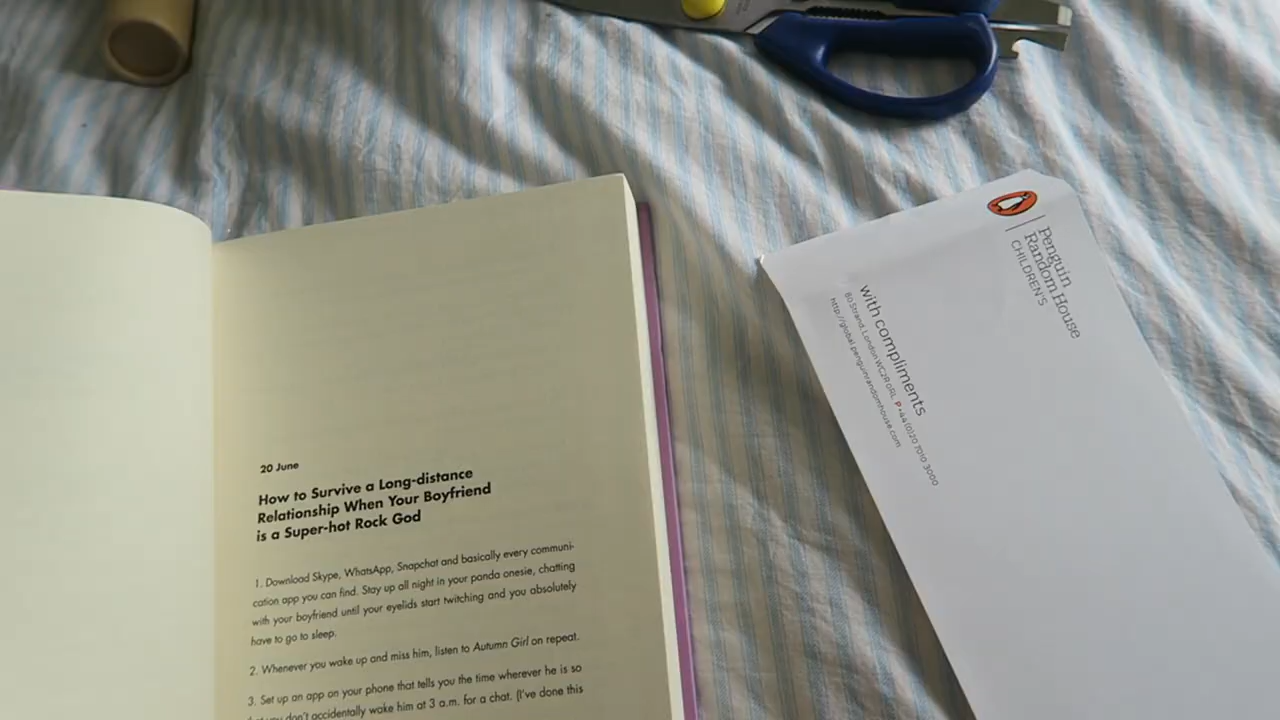 20 June
How to Survive a Long-distance
Relationship When Your Boyfriend
is a Super-hot Rock God
1. Download Skype, WhatsApp, Snapchat and basically every communi-
cation app you can find. Stay up all night in your panda onesie, chatting
with your boyfriend until your eyelids start twitching and you absolutely
have to go to sleep.
2. Whenever you wake up and miss him, listen to Autumn Girl on repeat.
3. Set up an app on your phone that tells you the time wherever he is so
you don't accidentally wake him at 3 a.m. for a chat. (I've done this
Penguin
Random House
CHILDREN'S
with compliments
80 Strand, London WC2R 0RL P +44 (0)20 7010 3000
http://global.penguinrandomhouse.com